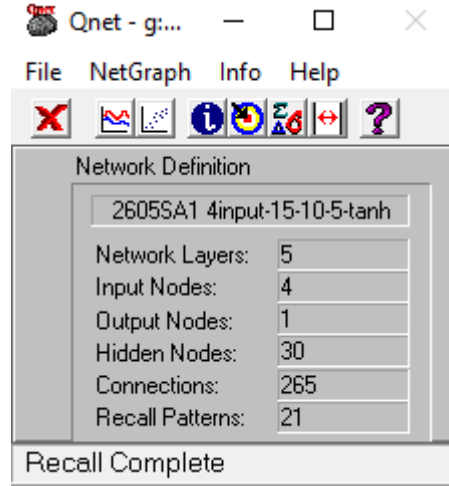 Qnet - g:...
File NetGraph Info Help
Network Definition
2605SA1 4input-15-10-5-tanh
Network Layers: 5
Input Nodes: 4
Output Nodes: 1
Hidden Nodes: 30
Connections: 265
Recall Patterns: 21
Recall Complete